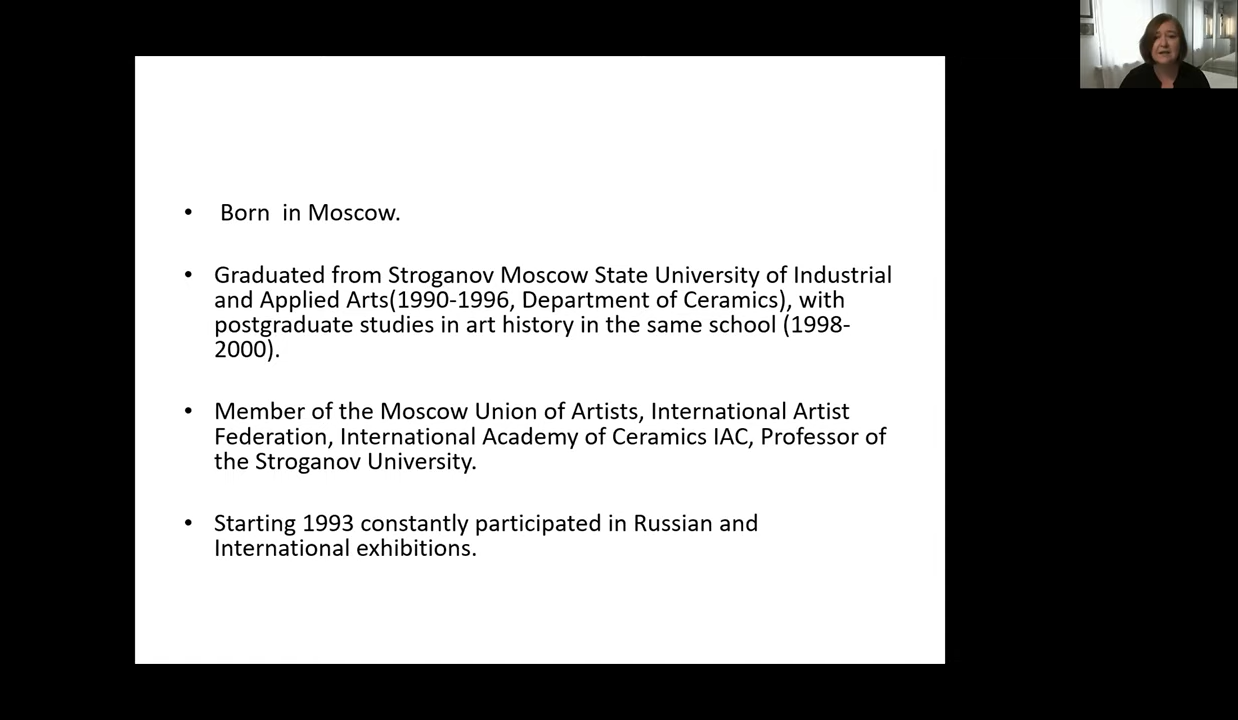 • Born  in Moscow.
• Graduated from Stroganov Moscow State University of Industrial
and Applied Arts(1990-1996, Department of Ceramics), with
postgraduate studies in art history in the same school (1998-
2000).
• Member of the Moscow Union of Artists, International Artist
Federation, International Academy of Ceramics IAC, Professor of
the Stroganov University.
• Starting 1993 constantly participated in Russian and
International exhibitions.